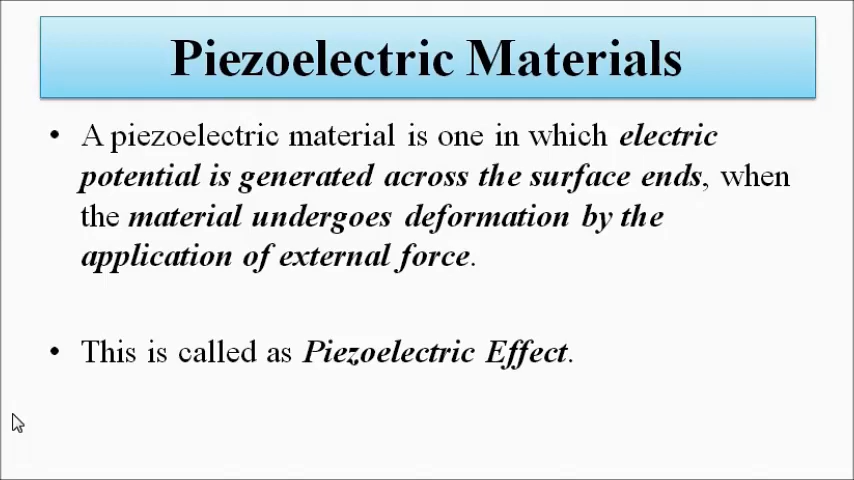 Piezoelectric Materials
• A piezoelectric material is one in which electric
potential is generated across the surface ends, when
the material undergoes deformation by the
application of external force.
• This is called as Piezoelectric Effect.